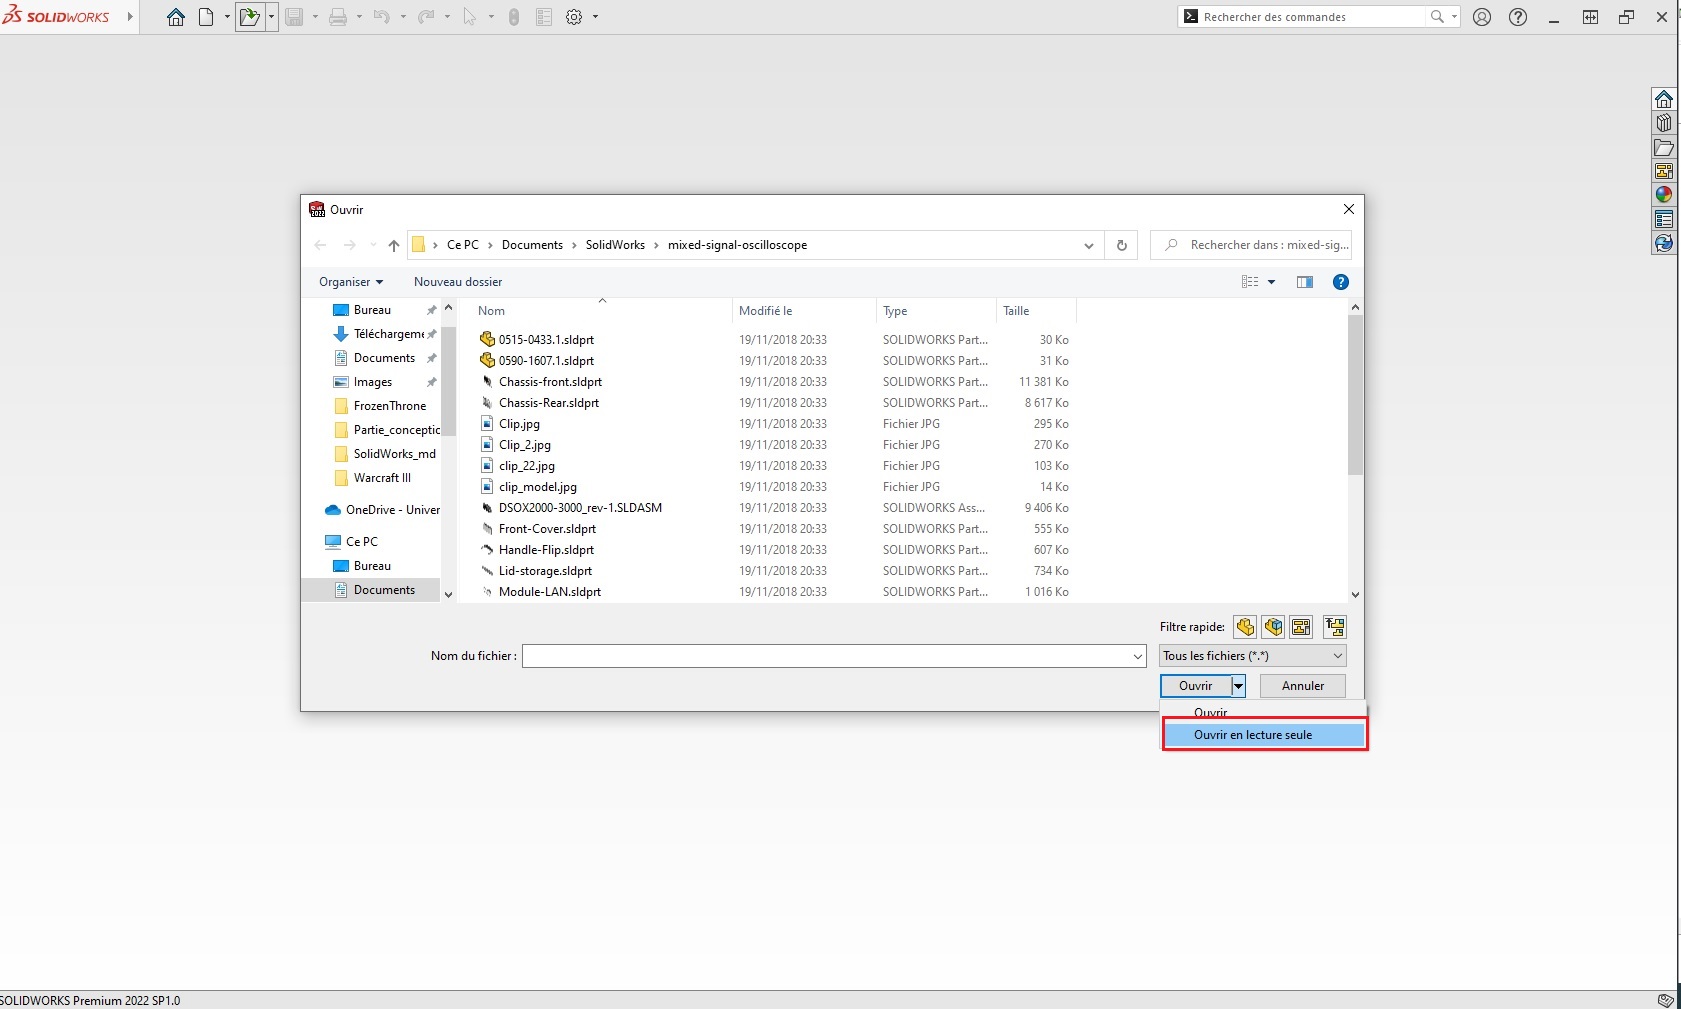 SOLIDWORKS
Rechercher des commandes
Ouvrir
Ce PC > Documents > SolidWorks > mixed-signal-oscilloscope
Rechercher dans : mixed-sig...
Organiser
Nouveau dossier
Bureau
Téléchargeme
Documents
Images
FrozenThrone
Partie_conceptic
SolidWorks_md
Warcraft III
OneDrive - Univer
Ce PC
Bureau
Documents
Nom Modifié le Type Taille
0515-0433.1.sldprt 19/11/2018 20:33 SOLIDWORKS Part... 30 Ko
0590-1607.1.sldprt 19/11/2018 20:33 SOLIDWORKS Part... 31 Ko
Chassis-front.sldprt 19/11/2018 20:33 SOLIDWORKS Part... 11 381 Ko
Chassis-Rear.sldprt 19/11/2018 20:33 SOLIDWORKS Part... 8 617 Ko
Clip.jpg 19/11/2018 20:33 Fichier JPG 295 Ko
Clip_2.jpg 19/11/2018 20:33 Fichier JPG 270 Ko
clip_22.jpg 19/11/2018 20:33 Fichier JPG 103 Ko
clip_model.jpg 19/11/2018 20:33 Fichier JPG 14 Ko
DSOX2000-3000_rev-1.SLDASM 19/11/2018 20:33 SOLIDWORKS Ass... 9 406 Ko
Front-Cover.sldprt 19/11/2018 20:33 SOLIDWORKS Part... 555 Ko
Handle-Flip.sldprt 19/11/2018 20:33 SOLIDWORKS Part... 607 Ko
Lid-storage.sldprt 19/11/2018 20:33 SOLIDWORKS Part... 734 Ko
Module-LAN.sldprt 19/11/2018 20:33 SOLIDWORKS Part... 1 016 Ko
Filtre rapide:
Nom du fichier :
Tous les fichiers (*.*)
Ouvrir
Annuler
Ouvrir
Ouvrir en lecture seule
SOLIDWORKS Premium 2022 SP1.0